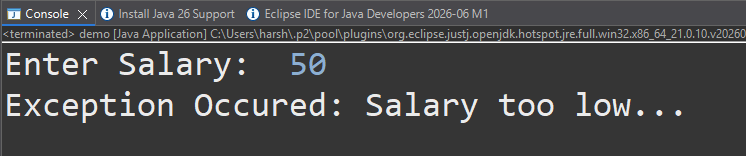 Console × Install Java 26 Support Eclipse IDE for Java Developers 2026-06 M1
<terminated> demo [Java Application] C:\Users\harsh\.p2\pool\plugins\org.eclipse.justj.openjdk.hotspot.jre.full.win32.x86_64_21.0.10.v20260
Enter Salary:  50
Exception Occured: Salary too low...